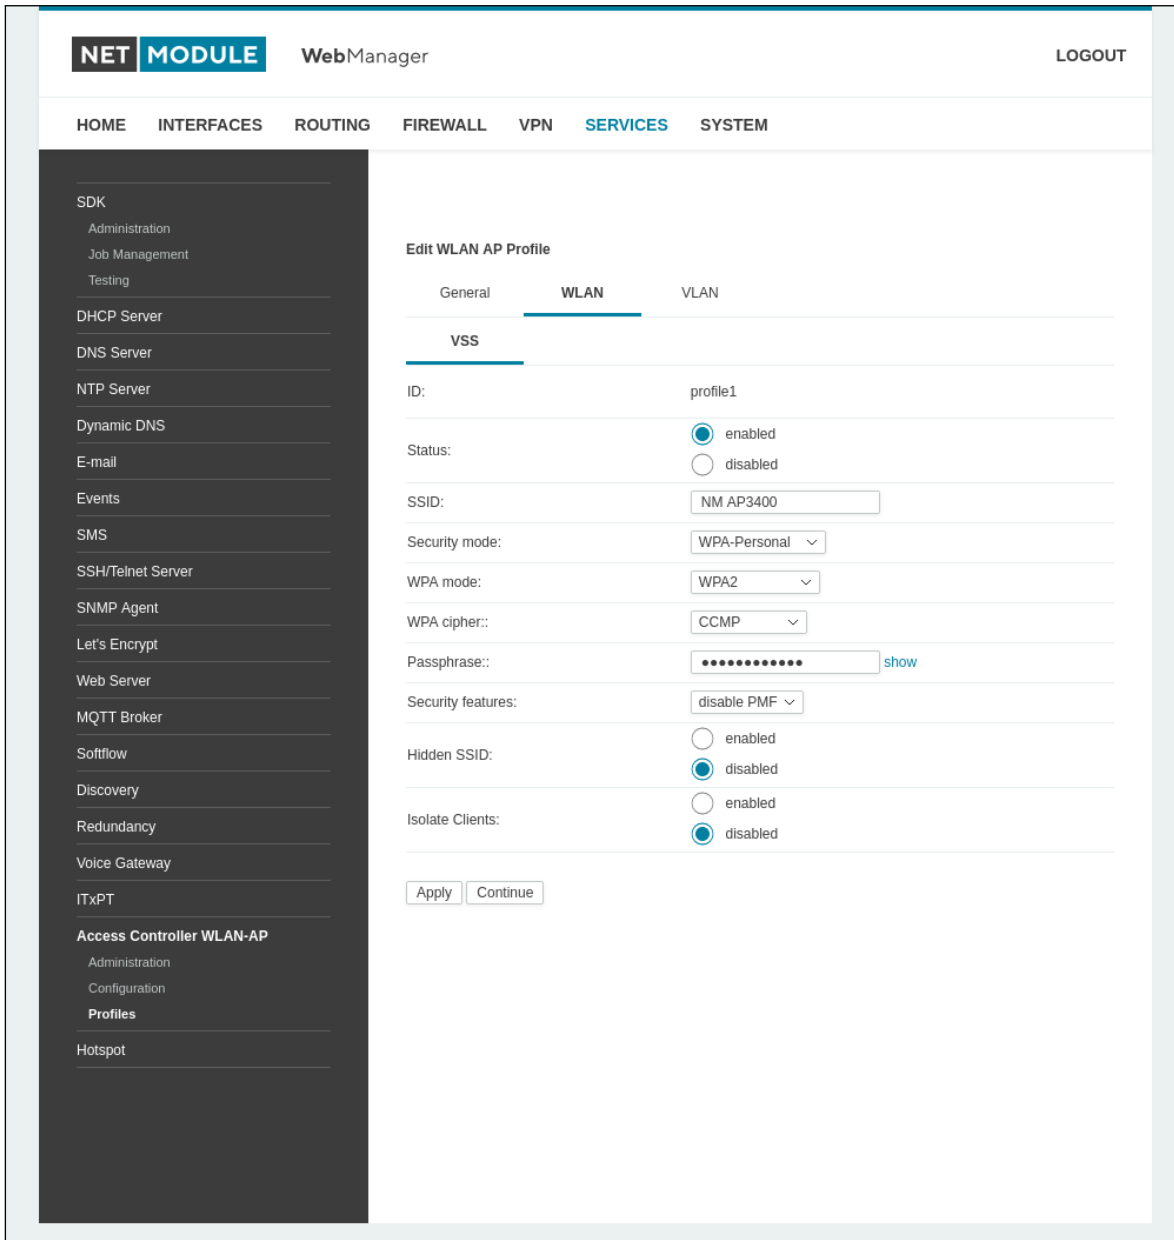 NET MODULE WebManager LOGOUT
HOME INTERFACES ROUTING FIREWALL VPN SERVICES SYSTEM
SDK
Administration
Job Management
Testing
DHCP Server
DNS Server
NTP Server
Dynamic DNS
E-mail
Events
SMS
SSH/Telnet Server
SNMP Agent
Let's Encrypt
Web Server
MQTT Broker
Softflow
Discovery
Redundancy
Voice Gateway
ITxPT
Access Controller WLAN-AP
Administration
Configuration
Profiles
Hotspot
Edit WLAN AP Profile
General WLAN VLAN
VSS
ID: profile1
Status: enabled
disabled
SSID: NM AP3400
Security mode: WPA-Personal
WPA mode: WPA2
WPA cipher:: CCMP
Passphrase:: ●●●●●●●●●●●● show
Security features: disable PMF
Hidden SSID: enabled
disabled
Isolate Clients: enabled
disabled
Apply Continue